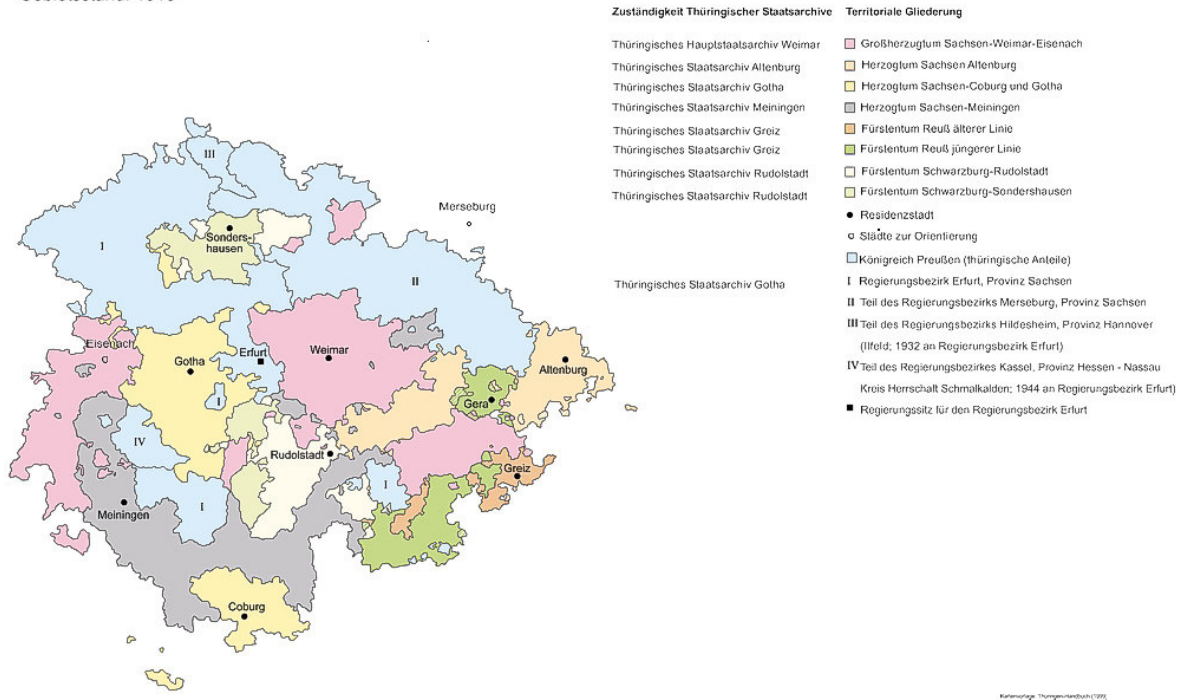 Zuständigkeit Thüringischer Staatsarchive Territoriale Gliederung
Thüringisches Hauptstaatsarchiv Weimar Großherzugtum Sachsen-Weimar-Eisenach
Thüringisches Staatsarchiv Altenburg Herzogtum Sachsen Altenburg
Thüringisches Staatsarchiv Gotha Herzogtum Sachsen-Coburg und Gotha
Thüringisches Staatsarchiv Meiningen Herzogtum Sachsen-Meiningen
Thüringisches Staatsarchiv Greiz Fürstentum Reuß älterer Linie
Thüringisches Staatsarchiv Greiz Fürstentum Reuß jüngerer Linie
Thüringisches Staatsarchiv Rudolstadt Fürstentum Schwarzburg-Rudolstadt
Thüringisches Staatsarchiv Rudolstadt Fürstentum Schwarzburg-Sondershausen
Residenzstadt
Städte zur Orientierung
Königreich Preußen (thüringische Anteile)
Thüringisches Staatsarchiv Gotha I Regierungsbezirk Erfurt, Provinz Sachsen
II Teil des Regierungsbezirks Merseburg, Provinz Sachsen
III Teil des Regierungsbezirks Hildesheim, Provinz Hannover
(Ilfeld; 1932 an Regierungsbezirk Erfurt)
IV Teil des Regierungsbezirkes Kassel, Provinz Hessen - Nassau
Kreis Herrschaft Schmalkalden; 1944 an Regierungsbezirk Erfurt)
Regierungssitz für den Regierungsbezirk Erfurt
III
Merseburg
I
Sonders-
hausen
II
Eisenach
Gotha
Erfurt
Weimar
Altenburg
I
Gera
IV
Rudolstadt
Greiz
I
Meiningen
I
Coburg
Kartenvorlage: Thüringen-Handbuch (1999)